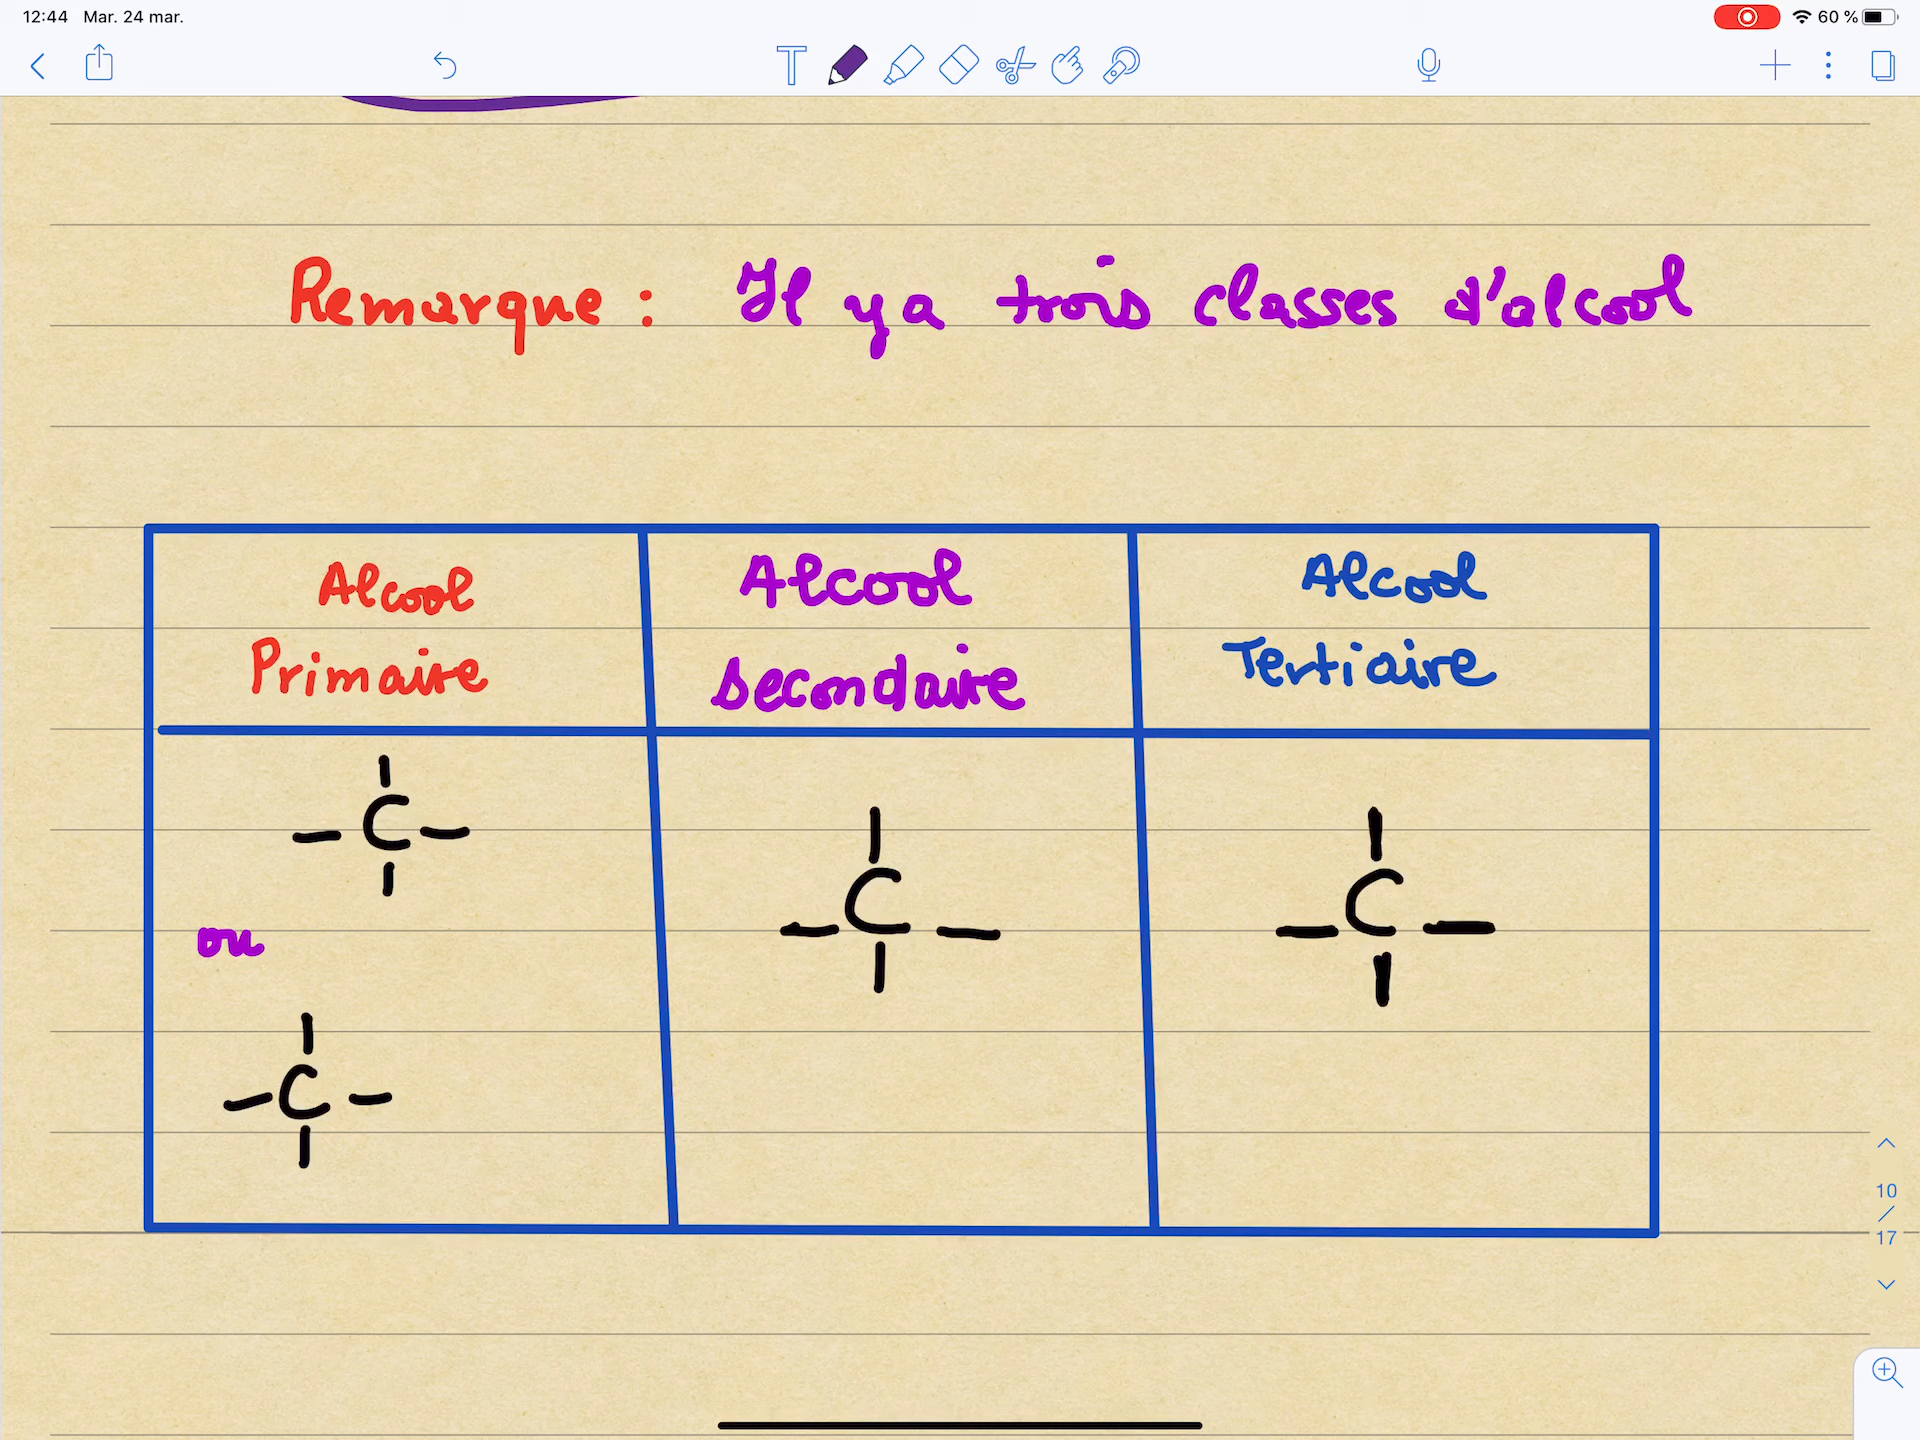 12:44 Mar. 24 mar. 60 %
T
Remarque : Il y a trois classes d'alcool
Alcool Primaire
Alcool secondaire
Alcool Tertiaire
C
ou
C
C
C
10
/
17